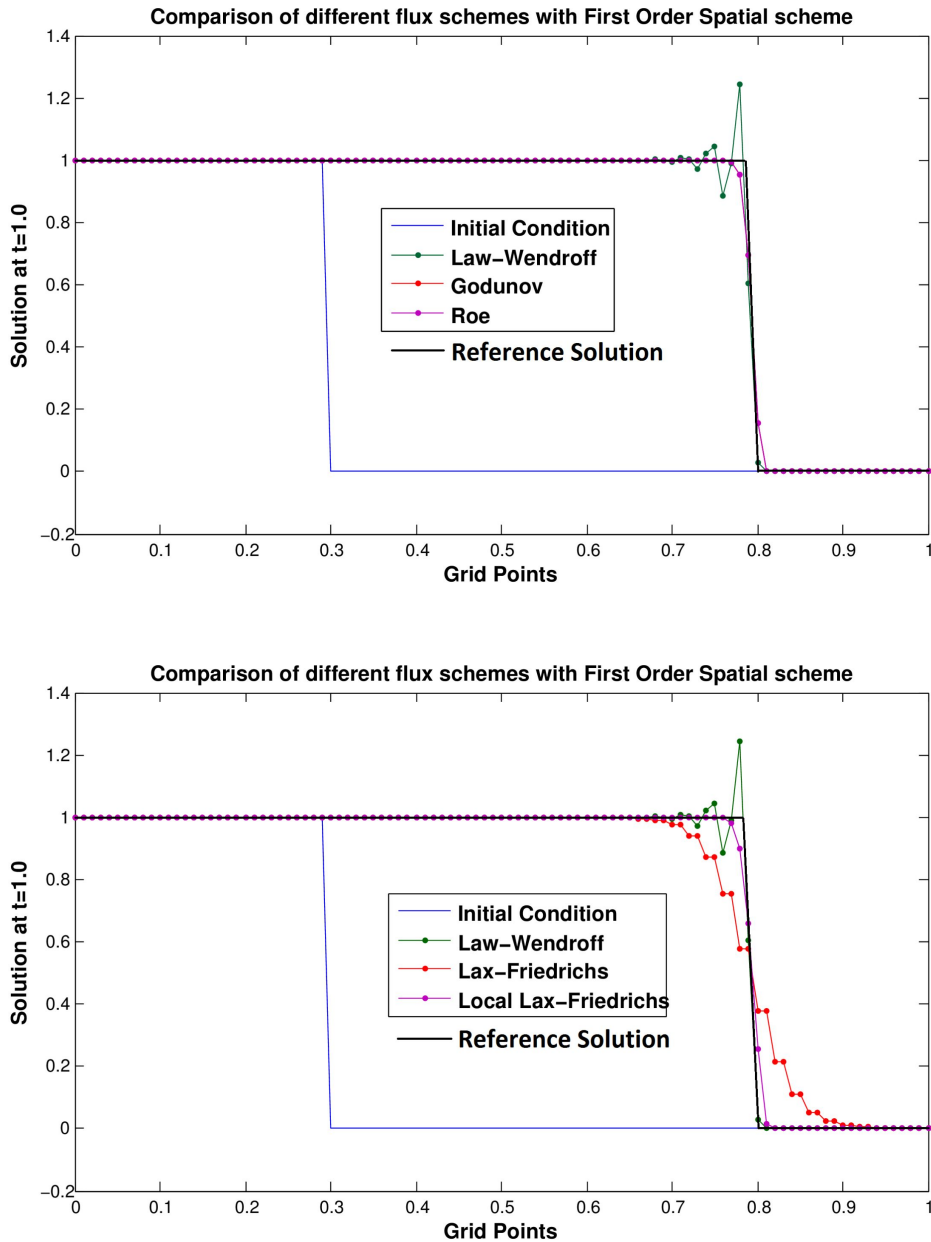 Comparison of different flux schemes with First Order Spatial scheme
1.4
1.2
1
0.8
0.6
0.4
0.2
0
−0.2
Solution at t=1.0
Initial Condition
Law−Wendroff
Godunov
Roe
Reference Solution
0 0.1 0.2 0.3 0.4 0.5 0.6 0.7 0.8 0.9 1
Grid Points
Comparison of different flux schemes with First Order Spatial scheme
1.4
1.2
1
0.8
0.6
0.4
0.2
0
−0.2
Solution at t=1.0
Initial Condition
Law−Wendroff
Lax−Friedrichs
Local Lax−Friedrichs
Reference Solution
0 0.1 0.2 0.3 0.4 0.5 0.6 0.7 0.8 0.9 1
Grid Points